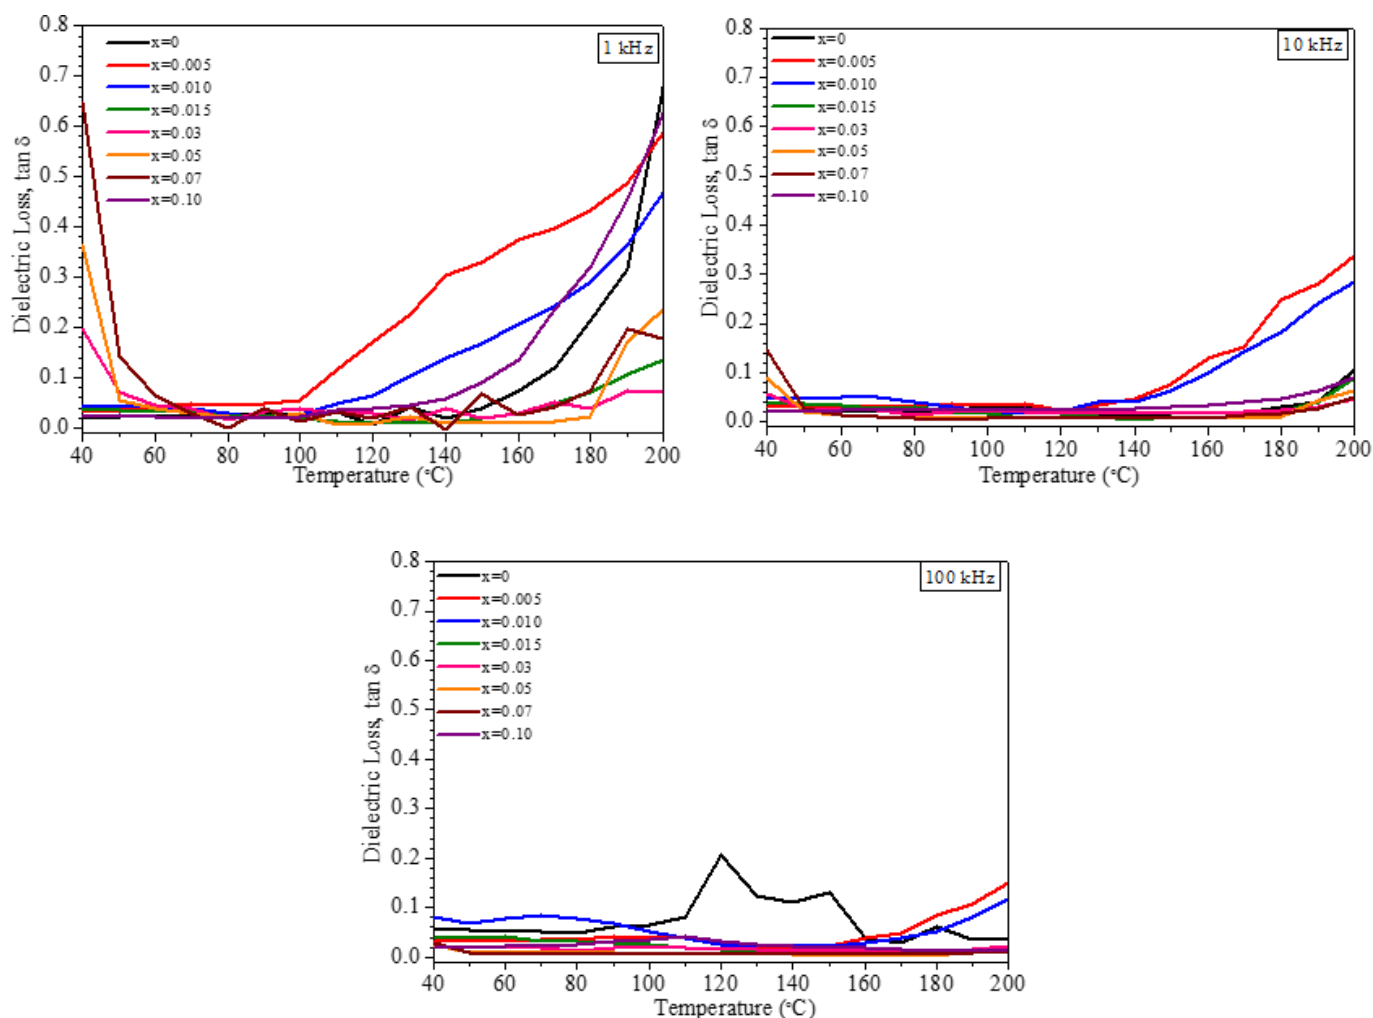 1 kHz
x=0
x=0.005
x=0.010
x=0.015
x=0.03
x=0.05
x=0.07
x=0.10
0.8
0.7
0.6
0.5
0.4
0.3
0.2
0.1
0.0
Dielectric Loss, tan δ
40 60 80 100 120 140 160 180 200
Temperature (°C)
10 kHz
x=0
x=0.005
x=0.010
x=0.015
x=0.03
x=0.05
x=0.07
x=0.10
0.8
0.7
0.6
0.5
0.4
0.3
0.2
0.1
0.0
Dielectric Loss, tan δ
40 60 80 100 120 140 160 180 200
Temperature (°C)
100 kHz
x=0
x=0.005
x=0.010
x=0.015
x=0.03
x=0.05
x=0.07
x=0.10
0.8
0.7
0.6
0.5
0.4
0.3
0.2
0.1
0.0
Dielectric Loss, tan δ
40 60 80 100 120 140 160 180 200
Temperature (°C)